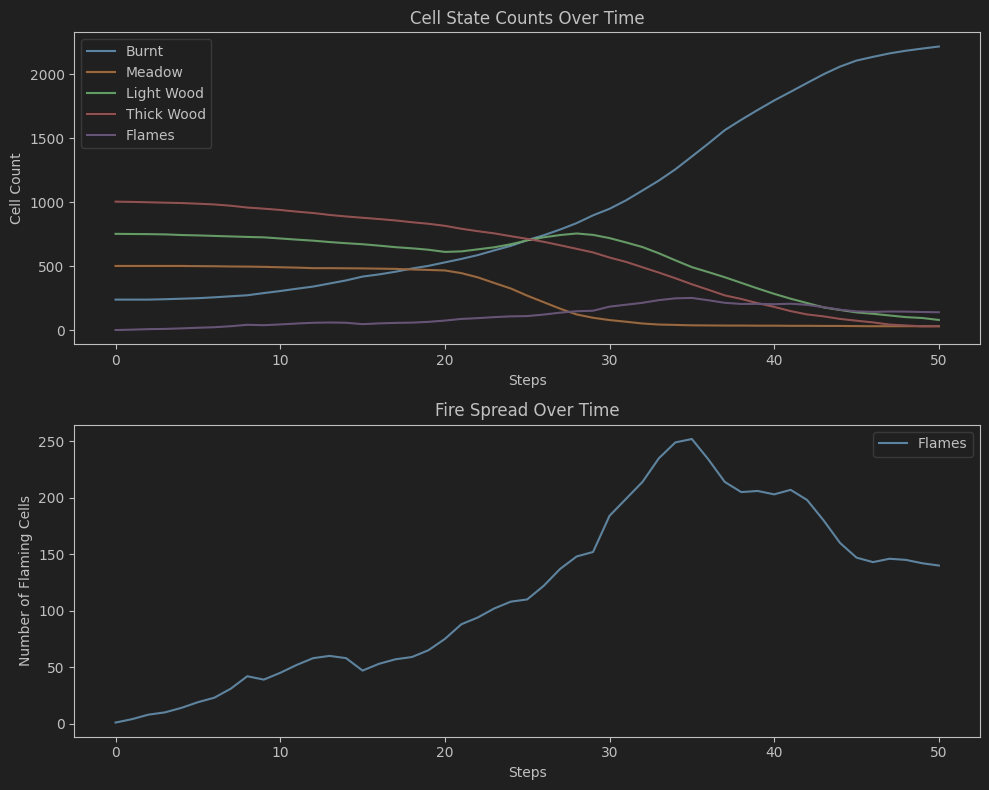 Cell State Counts Over Time
Burnt
Meadow
Light Wood
Thick Wood
Flames
Cell Count
2000
1500
1000
500
0
0 10 20 30 40 50
Steps
Fire Spread Over Time
Flames
Number of Flaming Cells
250
200
150
100
50
0
0 10 20 30 40 50
Steps